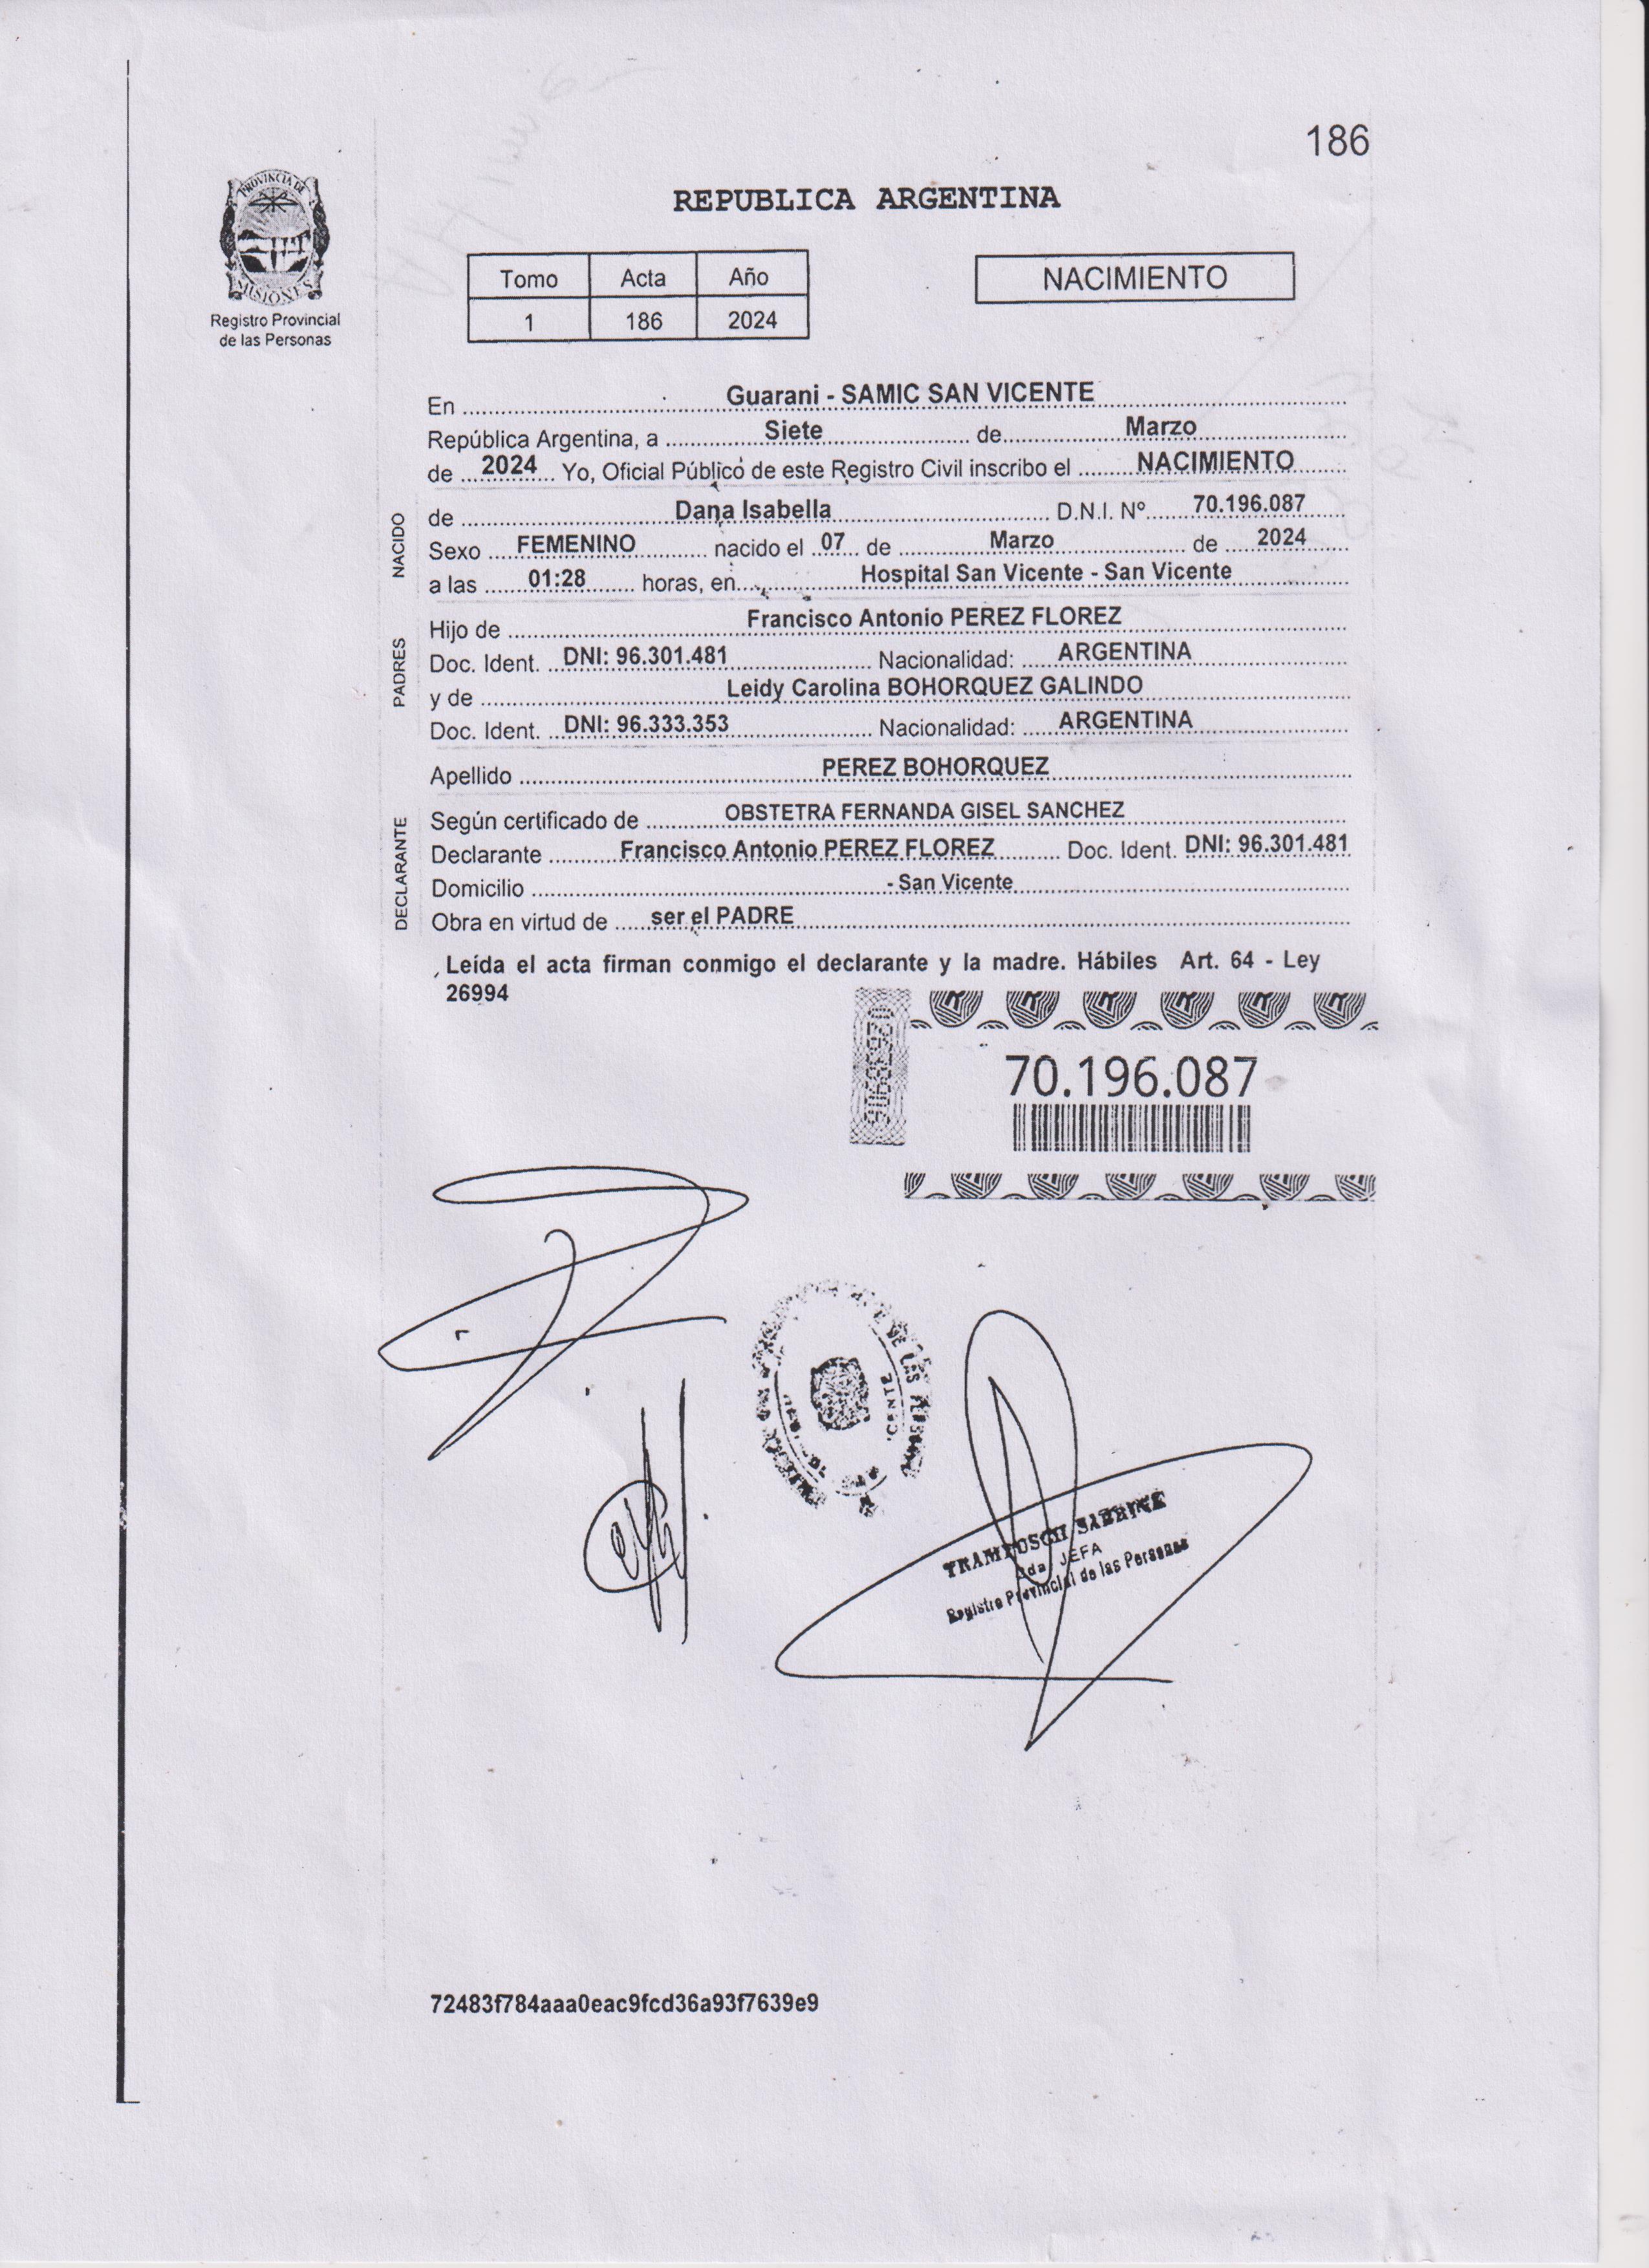 186
PROVINCIA DE
MISIONES
Registro Provincial
de las Personas
REPUBLICA ARGENTINA
Tomo Acta Año
1 186 2024
NACIMIENTO
En Guarani - SAMIC SAN VICENTE
República Argentina, a Siete de Marzo
de 2024 Yo, Oficial Público de este Registro Civil inscribo el NACIMIENTO
NACIDO
de Dana Isabella D.N.I. Nº 70.196.087
Sexo FEMENINO nacido el 07 de Marzo de 2024
a las 01:28 horas, en Hospital San Vicente - San Vicente
PADRES
Hijo de Francisco Antonio PEREZ FLOREZ
Doc. Ident. DNI: 96.301.481 Nacionalidad: ARGENTINA
y de Leidy Carolina BOHORQUEZ GALINDO
Doc. Ident. DNI: 96.333.353 Nacionalidad: ARGENTINA
Apellido PEREZ BOHORQUEZ
DECLARANTE
Según certificado de OBSTETRA FERNANDA GISEL SANCHEZ
Declarante Francisco Antonio PEREZ FLOREZ Doc. Ident. DNI: 96.301.481
Domicilio - San Vicente
Obra en virtud de ser el PADRE
Leída el acta firman conmigo el declarante y la madre. Hábiles Art. 64 - Ley
26994
70.196.087
DE LAS
SABRINE
JEFA
Registro Provincial de las Personas
72483f784aaa0eac9fcd36a93f7639e9